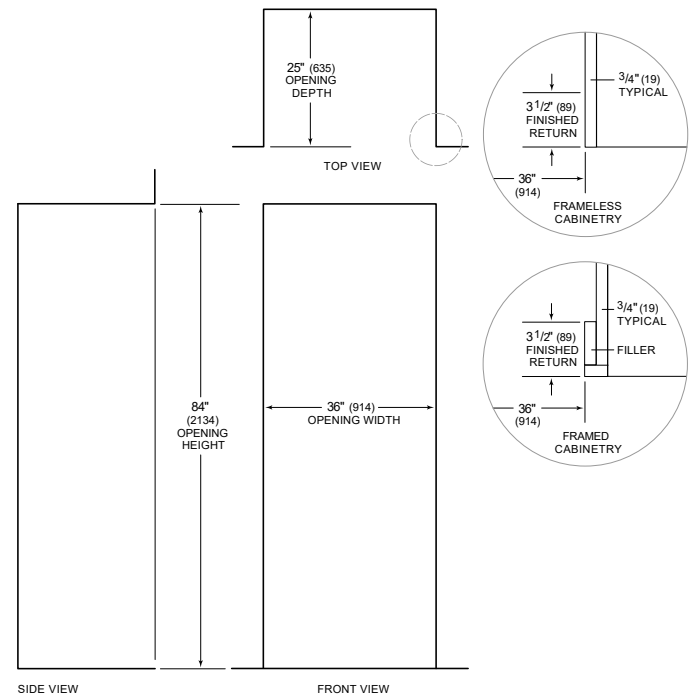 25" (635)
OPENING
DEPTH
TOP VIEW
3/4" (19)
TYPICAL
3 1/2" (89)
FINISHED
RETURN
36"
(914)
FRAMELESS
CABINETRY
3/4" (19)
TYPICAL
3 1/2" (89)
FINISHED
RETURN
FILLER
36"
(914)
FRAMED
CABINETRY
84"
(2134)
OPENING
HEIGHT
36" (914)
OPENING WIDTH
SIDE VIEW
FRONT VIEW